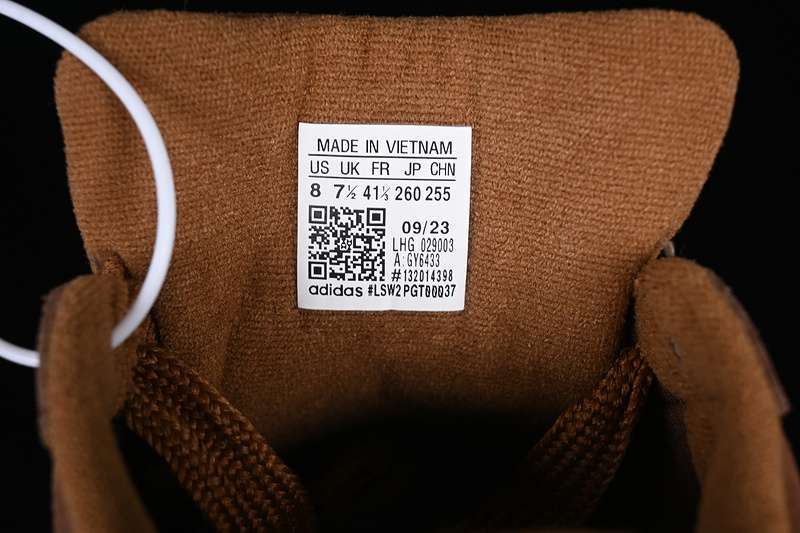 MADE IN VIETNAM
US UK FR JP CHN
8 7½ 41⅓ 260 255
09/23
LHG 029003
A: GY6433
#132014398
adidas #LSW2PGT00037